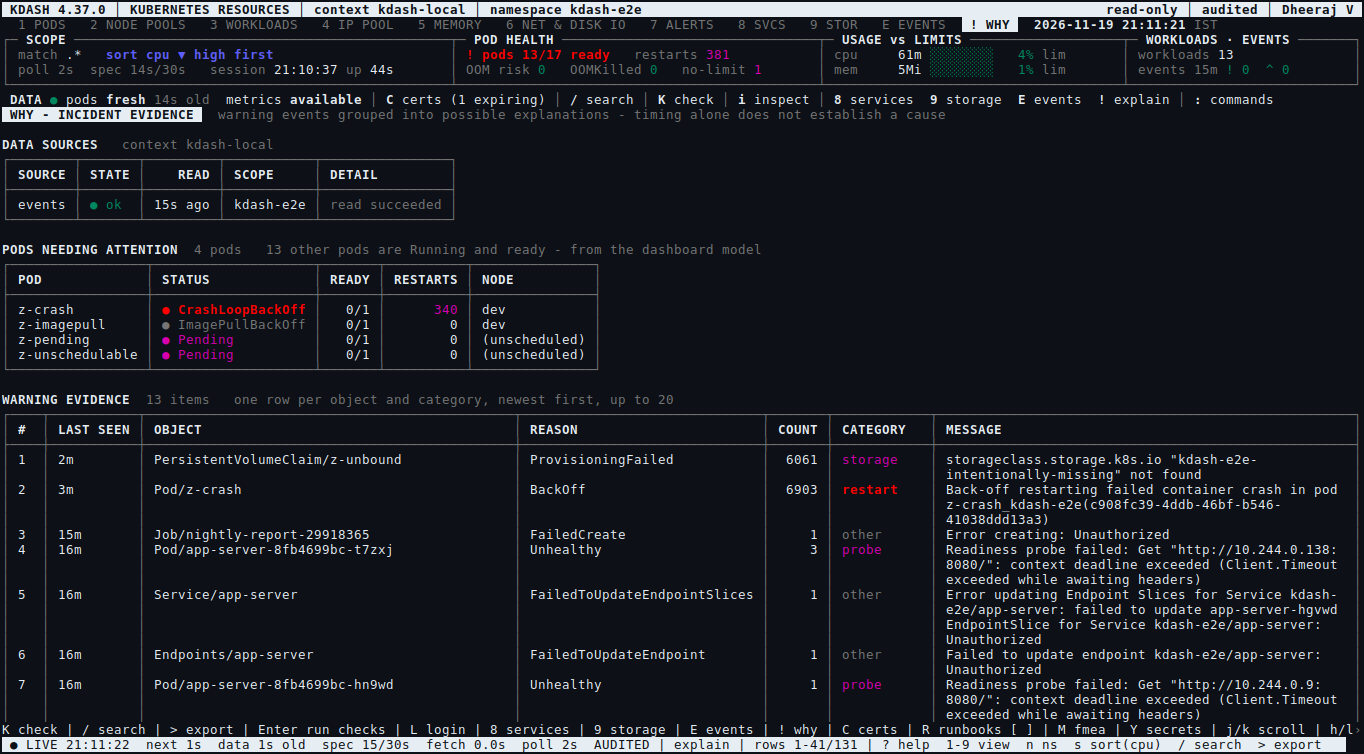 KDASH 4.37.0 │ KUBERNETES RESOURCES │ context kdash-local │ namespace kdash-e2e read-only │ audited │ Dheeraj V
1 PODS 2 NODE POOLS 3 WORKLOADS 4 IP POOL 5 MEMORY 6 NET & DISK IO 7 ALERTS 8 SVCS 9 STOR E EVENTS ! WHY 2026-11-19 21:11:21 IST
SCOPE POD HEALTH USAGE vs LIMITS WORKLOADS · EVENTS
match .* sort cpu ▼ high first ! pods 13/17 ready restarts 381 cpu 61m 4% lim workloads 13
poll 2s spec 14s/30s session 21:10:37 up 44s OOM risk 0 OOMKilled 0 no-limit 1 mem 5Mi 1% lim events 15m ! 0 ^ 0
DATA ● pods fresh 14s old metrics available │ C certs (1 expiring) │ / search │ K check │ i inspect │ 8 services 9 storage E events ! explain │ : commands
WHY - INCIDENT EVIDENCE warning events grouped into possible explanations - timing alone does not establish a cause
DATA SOURCES context kdash-local
SOURCE STATE READ SCOPE DETAIL
events ● ok 15s ago kdash-e2e read succeeded
PODS NEEDING ATTENTION 4 pods 13 other pods are Running and ready - from the dashboard model
POD STATUS READY RESTARTS NODE
z-crash ● CrashLoopBackOff 0/1 340 dev
z-imagepull ● ImagePullBackOff 0/1 0 dev
z-pending ● Pending 0/1 0 (unscheduled)
z-unschedulable ● Pending 0/1 0 (unscheduled)
WARNING EVIDENCE 13 items one row per object and category, newest first, up to 20
# LAST SEEN OBJECT REASON COUNT CATEGORY MESSAGE
1 2m PersistentVolumeClaim/z-unbound ProvisioningFailed 6061 storage storageclass.storage.k8s.io "kdash-e2e-
intentionally-missing" not found
2 3m Pod/z-crash BackOff 6903 restart Back-off restarting failed container crash in pod
z-crash_kdash-e2e(c908fc39-4ddb-46bf-b546-
41038ddd13a3)
3 15m Job/nightly-report-29918365 FailedCreate 1 other Error creating: Unauthorized
4 16m Pod/app-server-8fb4699bc-t7zxj Unhealthy 3 probe Readiness probe failed: Get "http://10.244.0.138:
8080/": context deadline exceeded (Client.Timeout
exceeded while awaiting headers)
5 16m Service/app-server FailedToUpdateEndpointSlices 1 other Error updating Endpoint Slices for Service kdash-
e2e/app-server: failed to update app-server-hgvwd
EndpointSlice for Service kdash-e2e/app-server:
Unauthorized
6 16m Endpoints/app-server FailedToUpdateEndpoint 1 other Failed to update endpoint kdash-e2e/app-server:
Unauthorized
7 16m Pod/app-server-8fb4699bc-hn9wd Unhealthy 1 probe Readiness probe failed: Get "http://10.244.0.9:
8080/": context deadline exceeded (Client.Timeout
exceeded while awaiting headers)
K check | / search | > export | Enter run checks | L login | 8 services | 9 storage | E events | ! why | C certs | R runbooks [ ] | M fmea | Y secrets | j/k scroll | h/l›
● LIVE 21:11:22 next 1s data 1s old spec 15/30s fetch 0.0s poll 2s AUDITED | explain | rows 1-41/131 | ? help 1-9 view n ns s sort(cpu) / search > export